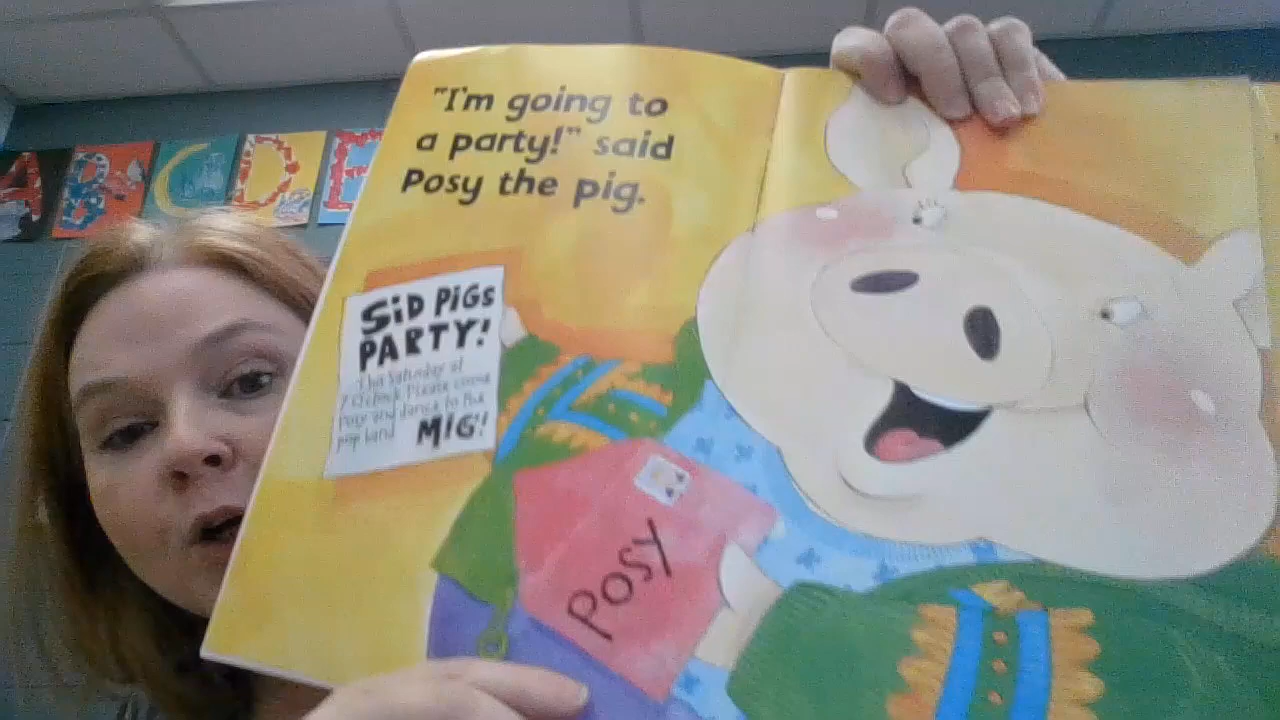 A B C D E
"I'm going to
a party!" said
Posy the pig.
SiD PiGS
PARTY!
This Saturday at
7 O'clock. Please come
Posy and dance to the
pop band
MIG!
Posy